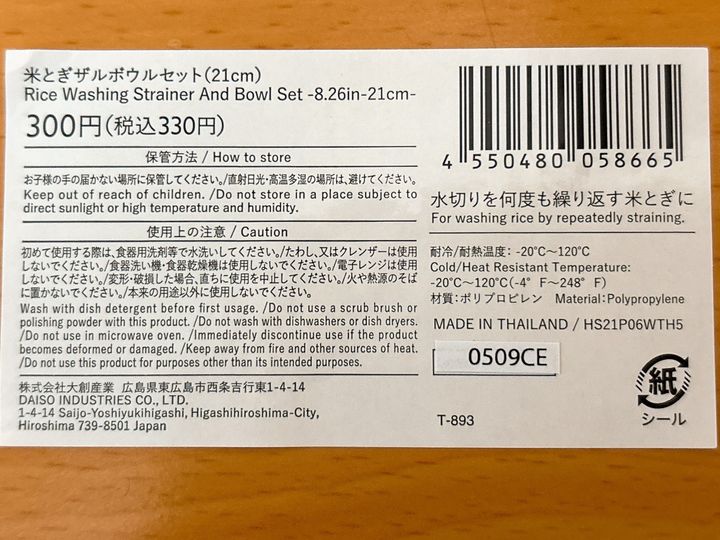 米とぎザルボウルセット(21cm)
Rice Washing Strainer And Bowl Set -8.26in-21cm-
300円(税込330円)
保管方法 / How to store
お子様の手の届かない場所に保管してください。/直射日光・高温多湿の場所は、避けてください。
Keep out of reach of children. /Do not store in a place subject to
direct sunlight or high temperature and humidity.
使用上の注意 / Caution
初めて使用する際は、食器用洗剤等で水洗いしてください。/たわし、又はクレンザーは使用
しないでください。/食器洗い機・食器乾燥機は使用しないでください。/電子レンジは使用
しないでください。/変形・破損した場合、直ちに使用を中止してください。/火や熱源のそば
に置かないでください。/本来の用途以外に使用しないでください。
Wash with dish detergent before first usage. /Do not use a scrub brush or
polishing powder with this product. /Do not wash with dishwashers or dish dryers.
/Do not use in microwave oven. /Immediately discontinue use if the product
becomes deformed or damaged. /Keep away from fire and other sources of heat.
/Do not use this product for purposes other than its intended purposes.
株式会社大創産業 広島県東広島市西条吉行東1-4-14
DAISO INDUSTRIES CO., LTD.
1-4-14 Saijo-Yoshiyukihigashi, Higashihiroshima-City,
Hiroshima 739-8501 Japan
4 550480 058665
水切りを何度も繰り返す米とぎに
For washing rice by repeatedly straining.
耐冷/耐熱温度: -20℃~120℃
Cold/Heat Resistant Temperature:
-20℃~120℃(-4°F~248°F)
材質:ポリプロピレン Material:Polypropylene
MADE IN THAILAND / HS21P06WTH5
0509CE
紙
シール
T-893